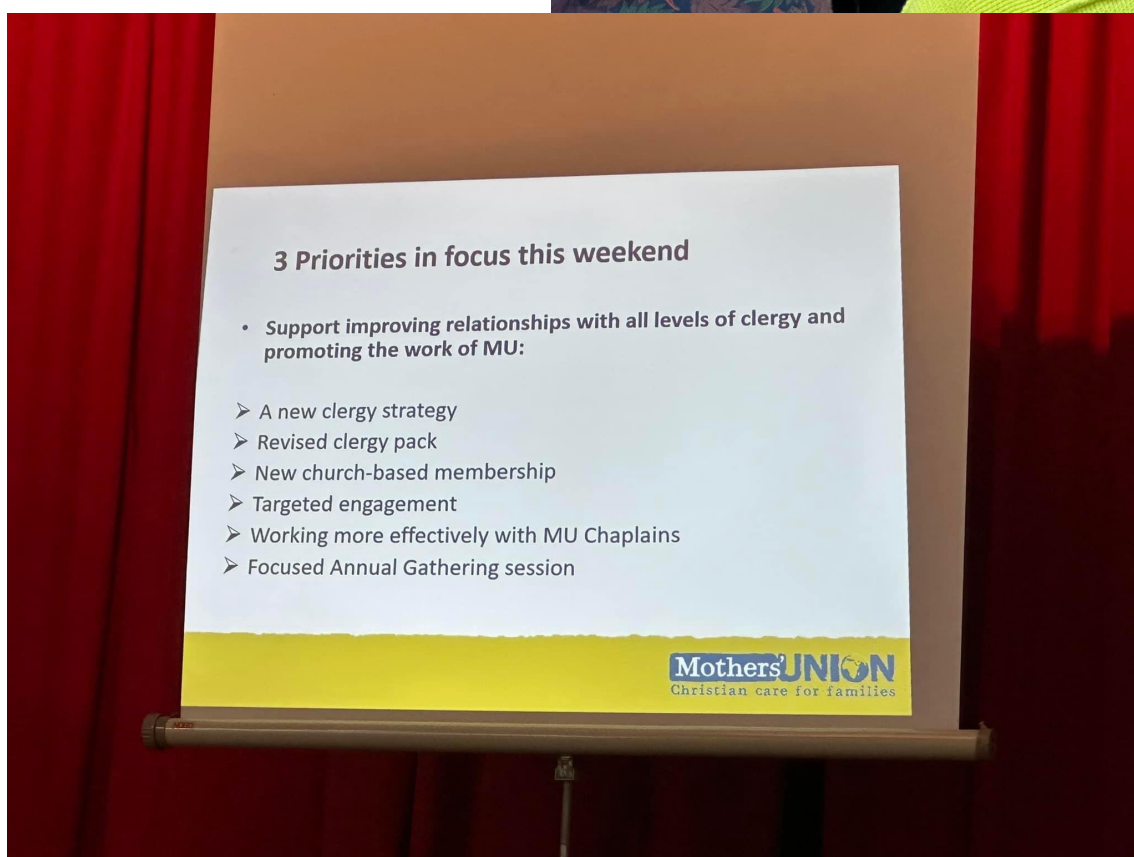 3 Priorities in focus this weekend
• Support improving relationships with all levels of clergy and
promoting the work of MU:
➢ A new clergy strategy
➢ Revised clergy pack
➢ New church-based membership
➢ Targeted engagement
➢ Working more effectively with MU Chaplains
➢ Focused Annual Gathering session
Mothers' UNION
Christian care for families